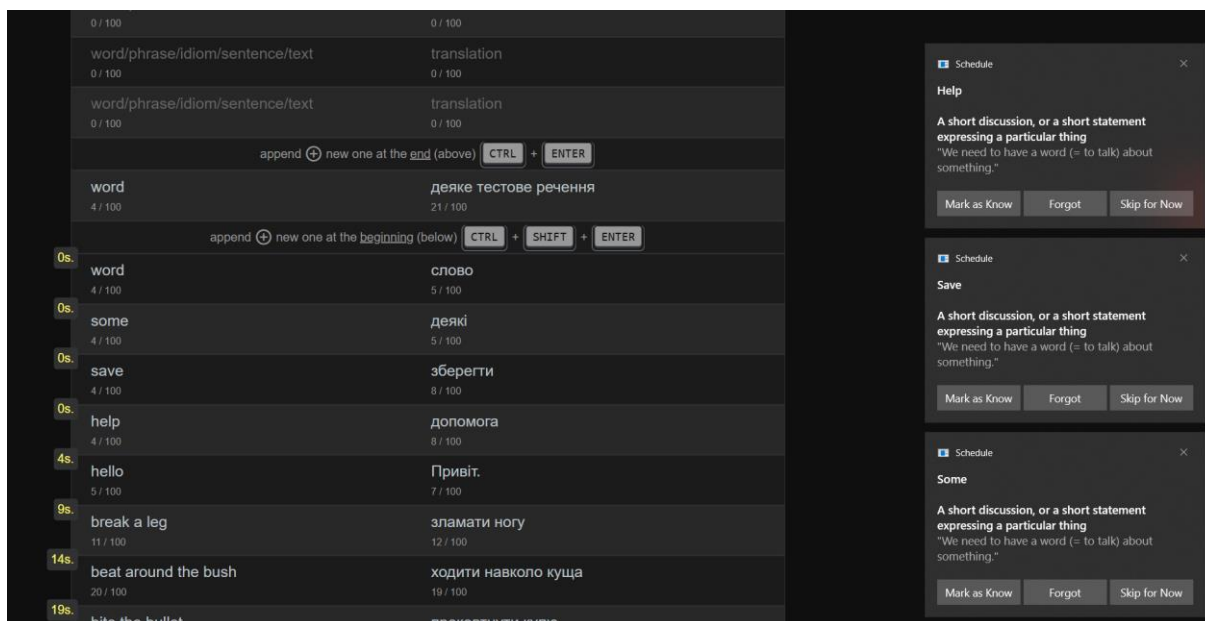 0 / 100 0 / 100
word/phrase/idiom/sentence/text translation
0 / 100 0 / 100
word/phrase/idiom/sentence/text translation
0 / 100 0 / 100
append new one at the end (above) CTRL + ENTER
word деяке тестове речення
4 / 100 21 / 100
append new one at the beginning (below) CTRL + SHIFT + ENTER
0s.
word слово
4 / 100 5 / 100
0s.
some деякі
4 / 100 5 / 100
0s.
save зберегти
4 / 100 8 / 100
0s.
help допомога
4 / 100 8 / 100
4s.
hello Привіт.
5 / 100 7 / 100
9s.
break a leg зламати ногу
11 / 100 12 / 100
14s.
beat around the bush ходити навколо куща
20 / 100 19 / 100
19s.
Schedule
Help
A short discussion, or a short statement
expressing a particular thing
"We need to have a word (= to talk) about
something."
Mark as Know Forgot Skip for Now
Schedule
Save
A short discussion, or a short statement
expressing a particular thing
"We need to have a word (= to talk) about
something."
Mark as Know Forgot Skip for Now
Schedule
Some
A short discussion, or a short statement
expressing a particular thing
"We need to have a word (= to talk) about
something."
Mark as Know Forgot Skip for Now